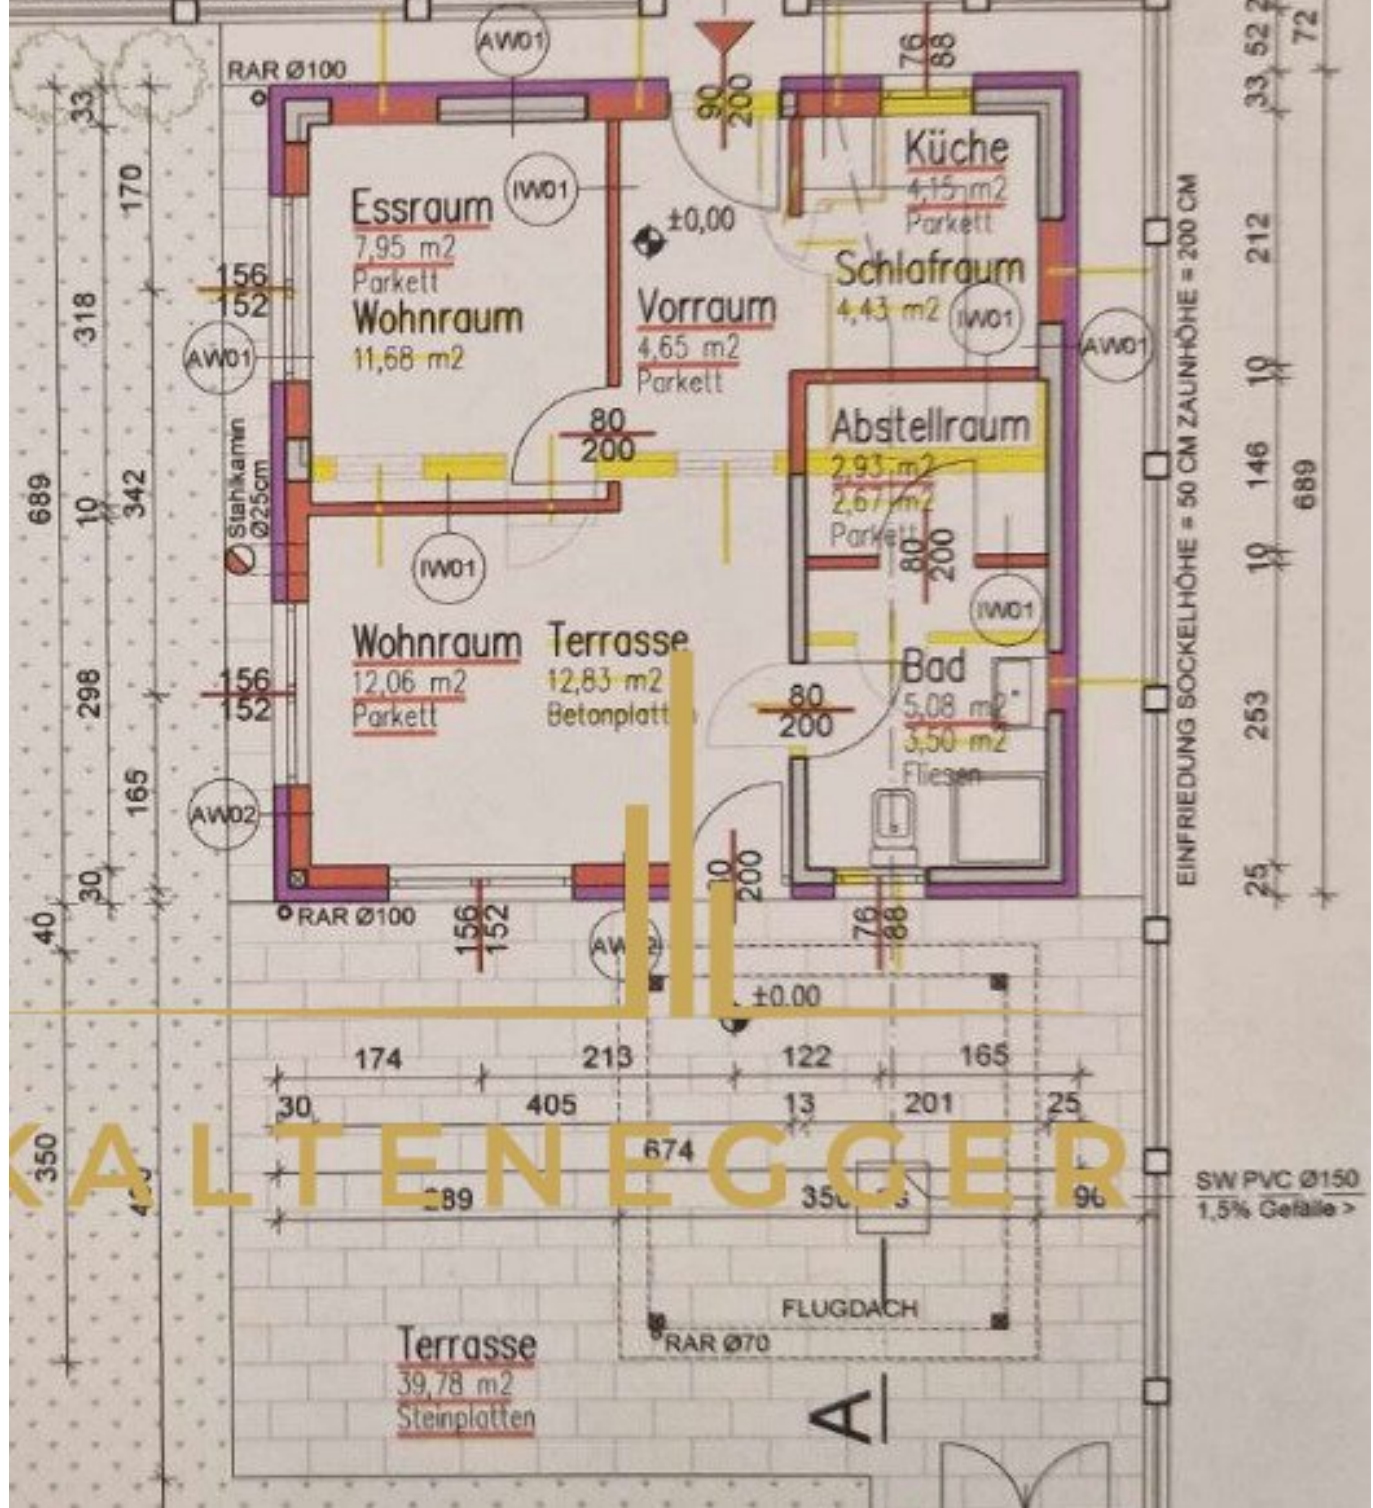 52
72
76
88
AW01
RAR Ø100
90
200
33
33
Küche
4,15 m2
Parkett
170
IW01
Essraum
7,95 m2
Parkett
±0,00
212
Schlafraum
4,43 m2
Wohnraum
11,68 m2
Vorraum
4,65 m2
Parkett
156
152
318
IW01
AW01
AW01
EINFRIEDUNG SOCKELHÖHE = 50 CM ZAUNHÖHE = 200 CM
10
80
200
Abstellraum
2,93 m2
2,67 m2
Parkett
Stahlkamin
Ø25cm
689
10
342
146
689
IW01
80
200
10
IW01
Wohnraum
12,06 m2
Parkett
Terrasse
12,83 m2
Bad
5,08 m2
3,50 m2
Fliesen
156
152
298
80
200
253
165
AW02
30
200
25
40
RAR Ø100
156
152
76
88
±0.00
174
213
122
165
30
405
13
201
25
KALTENEGGER
350
674
SW PVC Ø150
1,5% Gefälle >
FLUGDACH
RAR Ø70
Terrasse
39,78 m2
Steinplatten
A